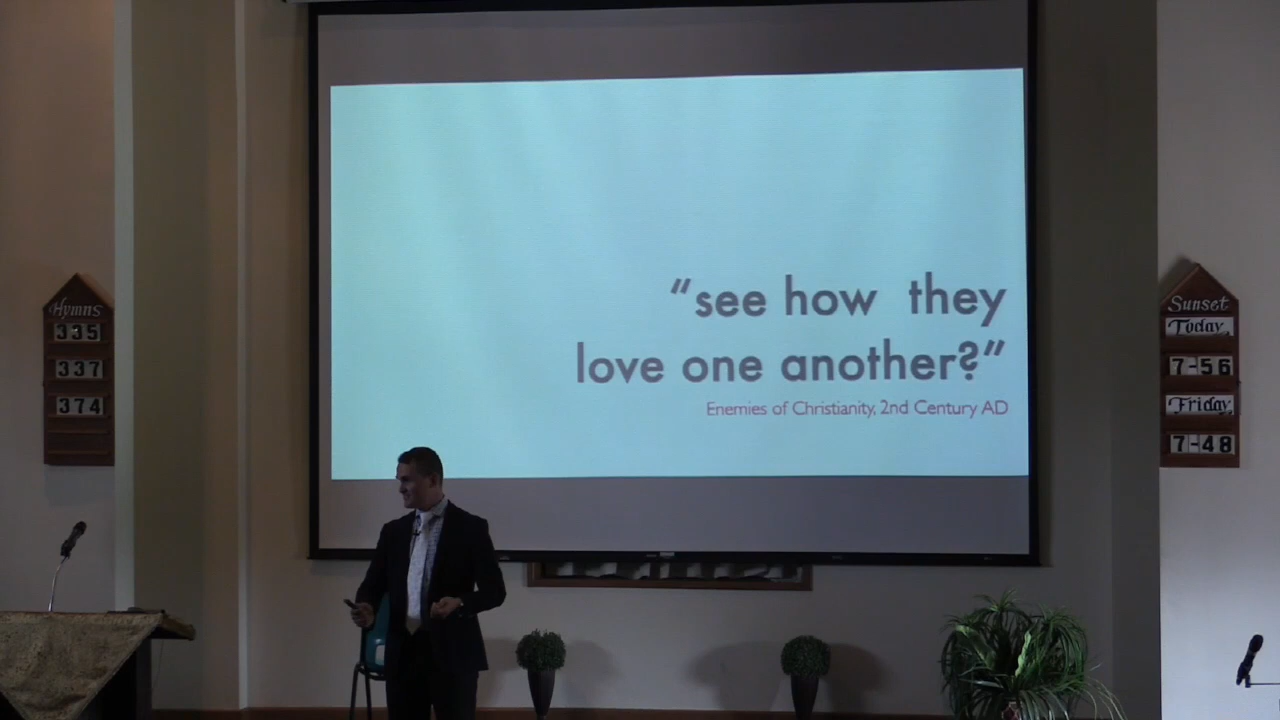 Hymns
335
337
374
“see how they
love one another?”
Enemies of Christianity, 2nd Century AD
Sunset
Today
7-56
Friday
7-48